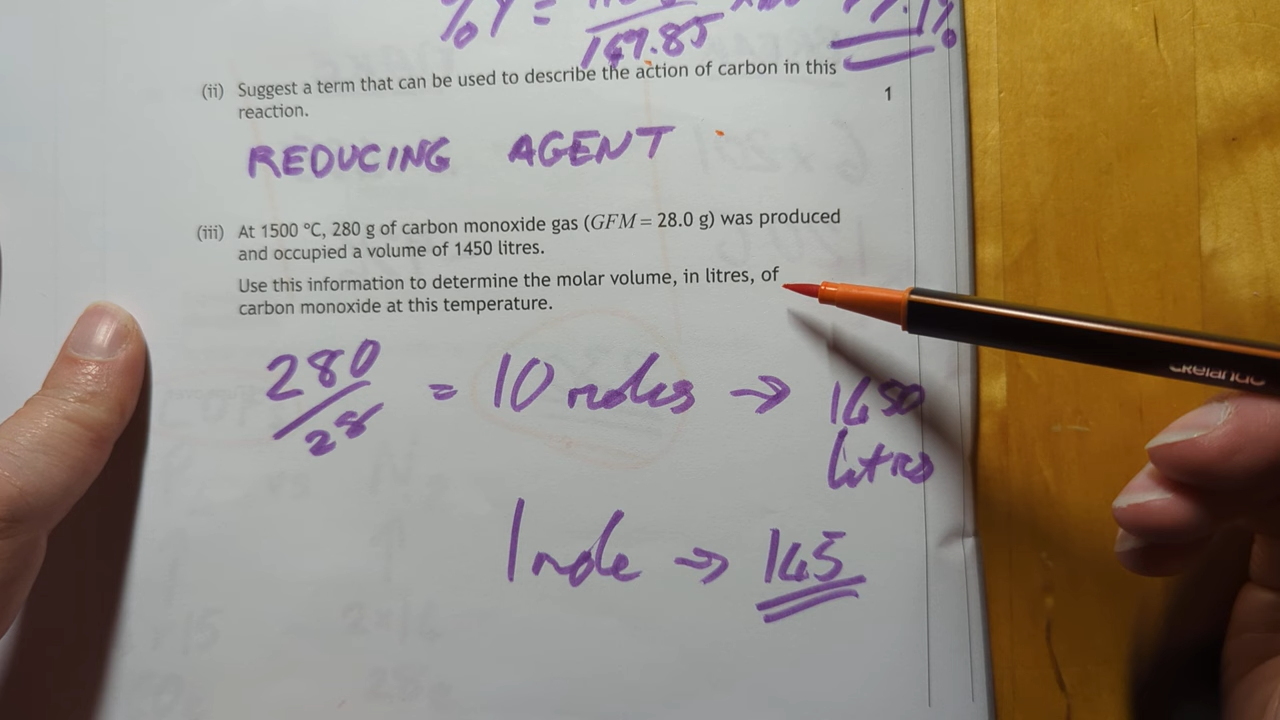 %Y =
167.85
(ii) Suggest a term that can be used to describe the action of carbon in this
reaction.
1
REDUCING AGENT
(iii) At 1500 °C, 280 g of carbon monoxide gas (GFM = 28.0 g) was produced
and occupied a volume of 1450 litres.
Use this information to determine the molar volume, in litres, of
carbon monoxide at this temperature.
280
28
= 10 moles → 1450
litres
1 mole → 145
crelando